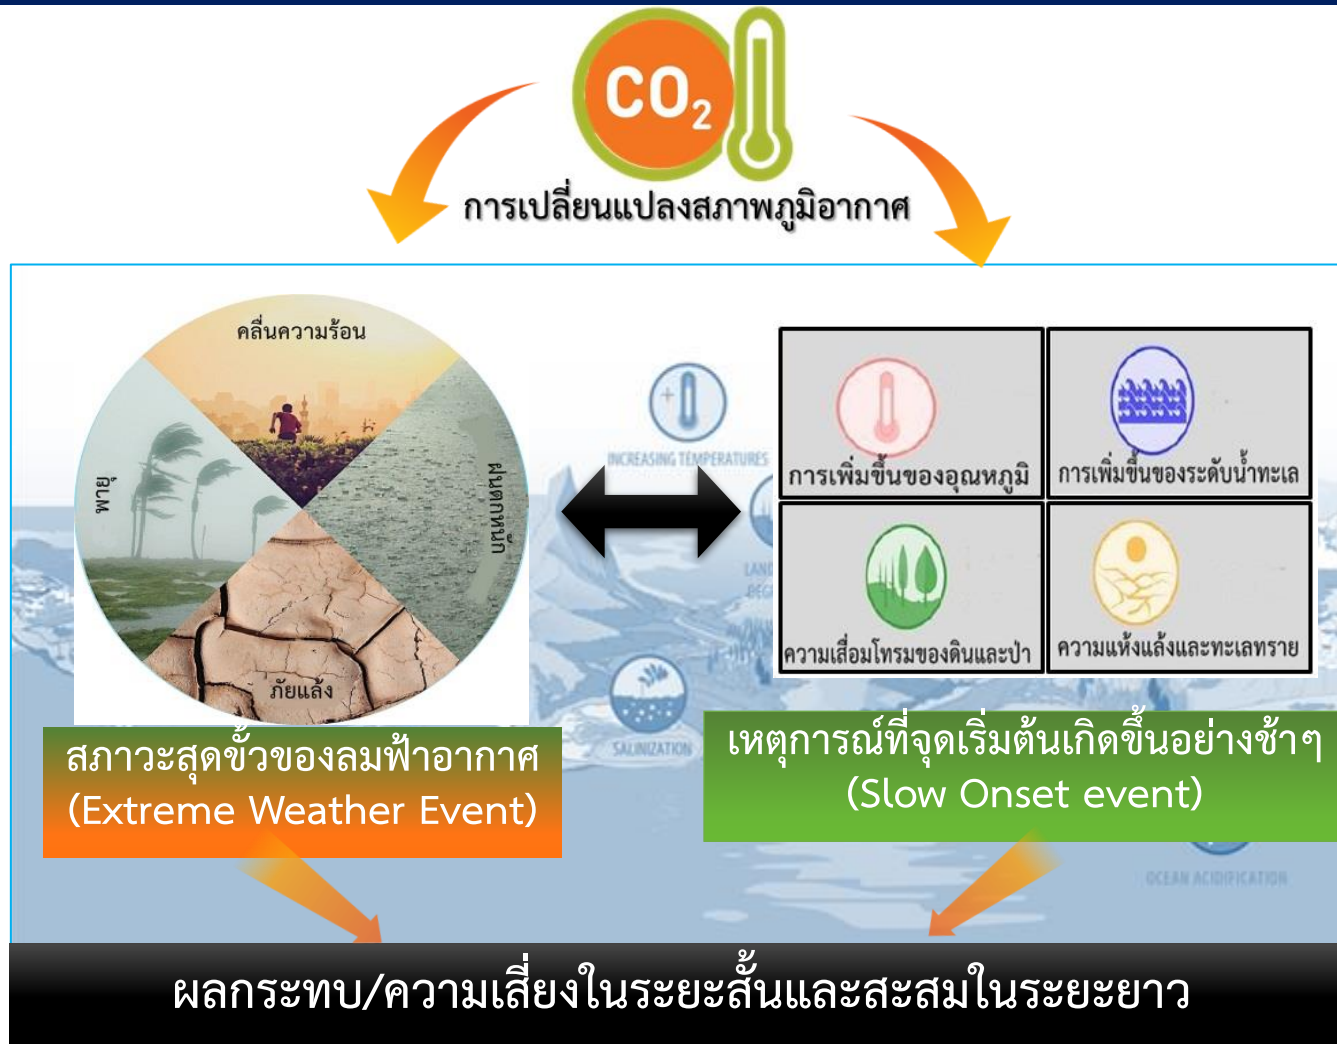 CO₂
การเปลี่ยนแปลงสภาพภูมิอากาศ
คลื่นความร้อน
พายุ
ฝนตกหนัก
ภัยแล้ง
INCREASING TEMPERATURES
การเพิ่มขึ้นของอุณหภูมิ
การเพิ่มขึ้นของระดับน้ำทะเล
ความเสื่อมโทรมของดินและป่า
ความแห้งแล้งและทะเลทราย
SALINIZATION
สภาวะสุดขั้วของลมฟ้าอากาศ
(Extreme Weather Event)
เหตุการณ์ที่จุดเริ่มต้นเกิดขึ้นอย่างช้าๆ
(Slow Onset event)
OCEAN ACIDIFICATION
ผลกระทบ/ความเสี่ยงในระยะสั้นและสะสมในระยะยาว